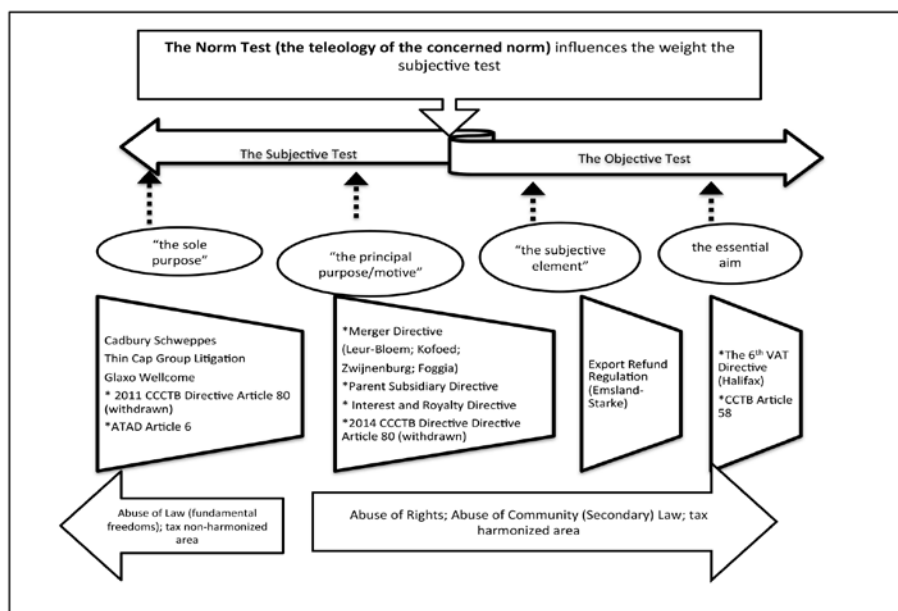 The Norm Test (the teleology of the concerned norm) influences the weight the
subjective test
The Subjective Test
The Objective Test
"the sole
purpose"
"the principal
purpose/motive"
"the subjective
element"
the essential
aim
Cadbury Schweppes
Thin Cap Group Litigation
Glaxo Wellcome
* 2011 CCCTB Directive Article 80
(withdrawn)
*ATAD Article 6
*Merger Directive
(Leur-Bloem; Kofoed;
Zwijnenburg; Foggia)
*Parent Subsidiary Directive
* Interest and Royalty Directive
*2014 CCCTB Directive Directive
Article 80 (withdrawn)
Export Refund
Regulation
(Emsland-
Starke)
*The 6th VAT
Directive
(Halifax)
*CCTB Article
58
Abuse of Law (fundamental
freedoms); tax non-harmonized
area
Abuse of Rights; Abuse of Community (Secondary) Law; tax
harmonized area